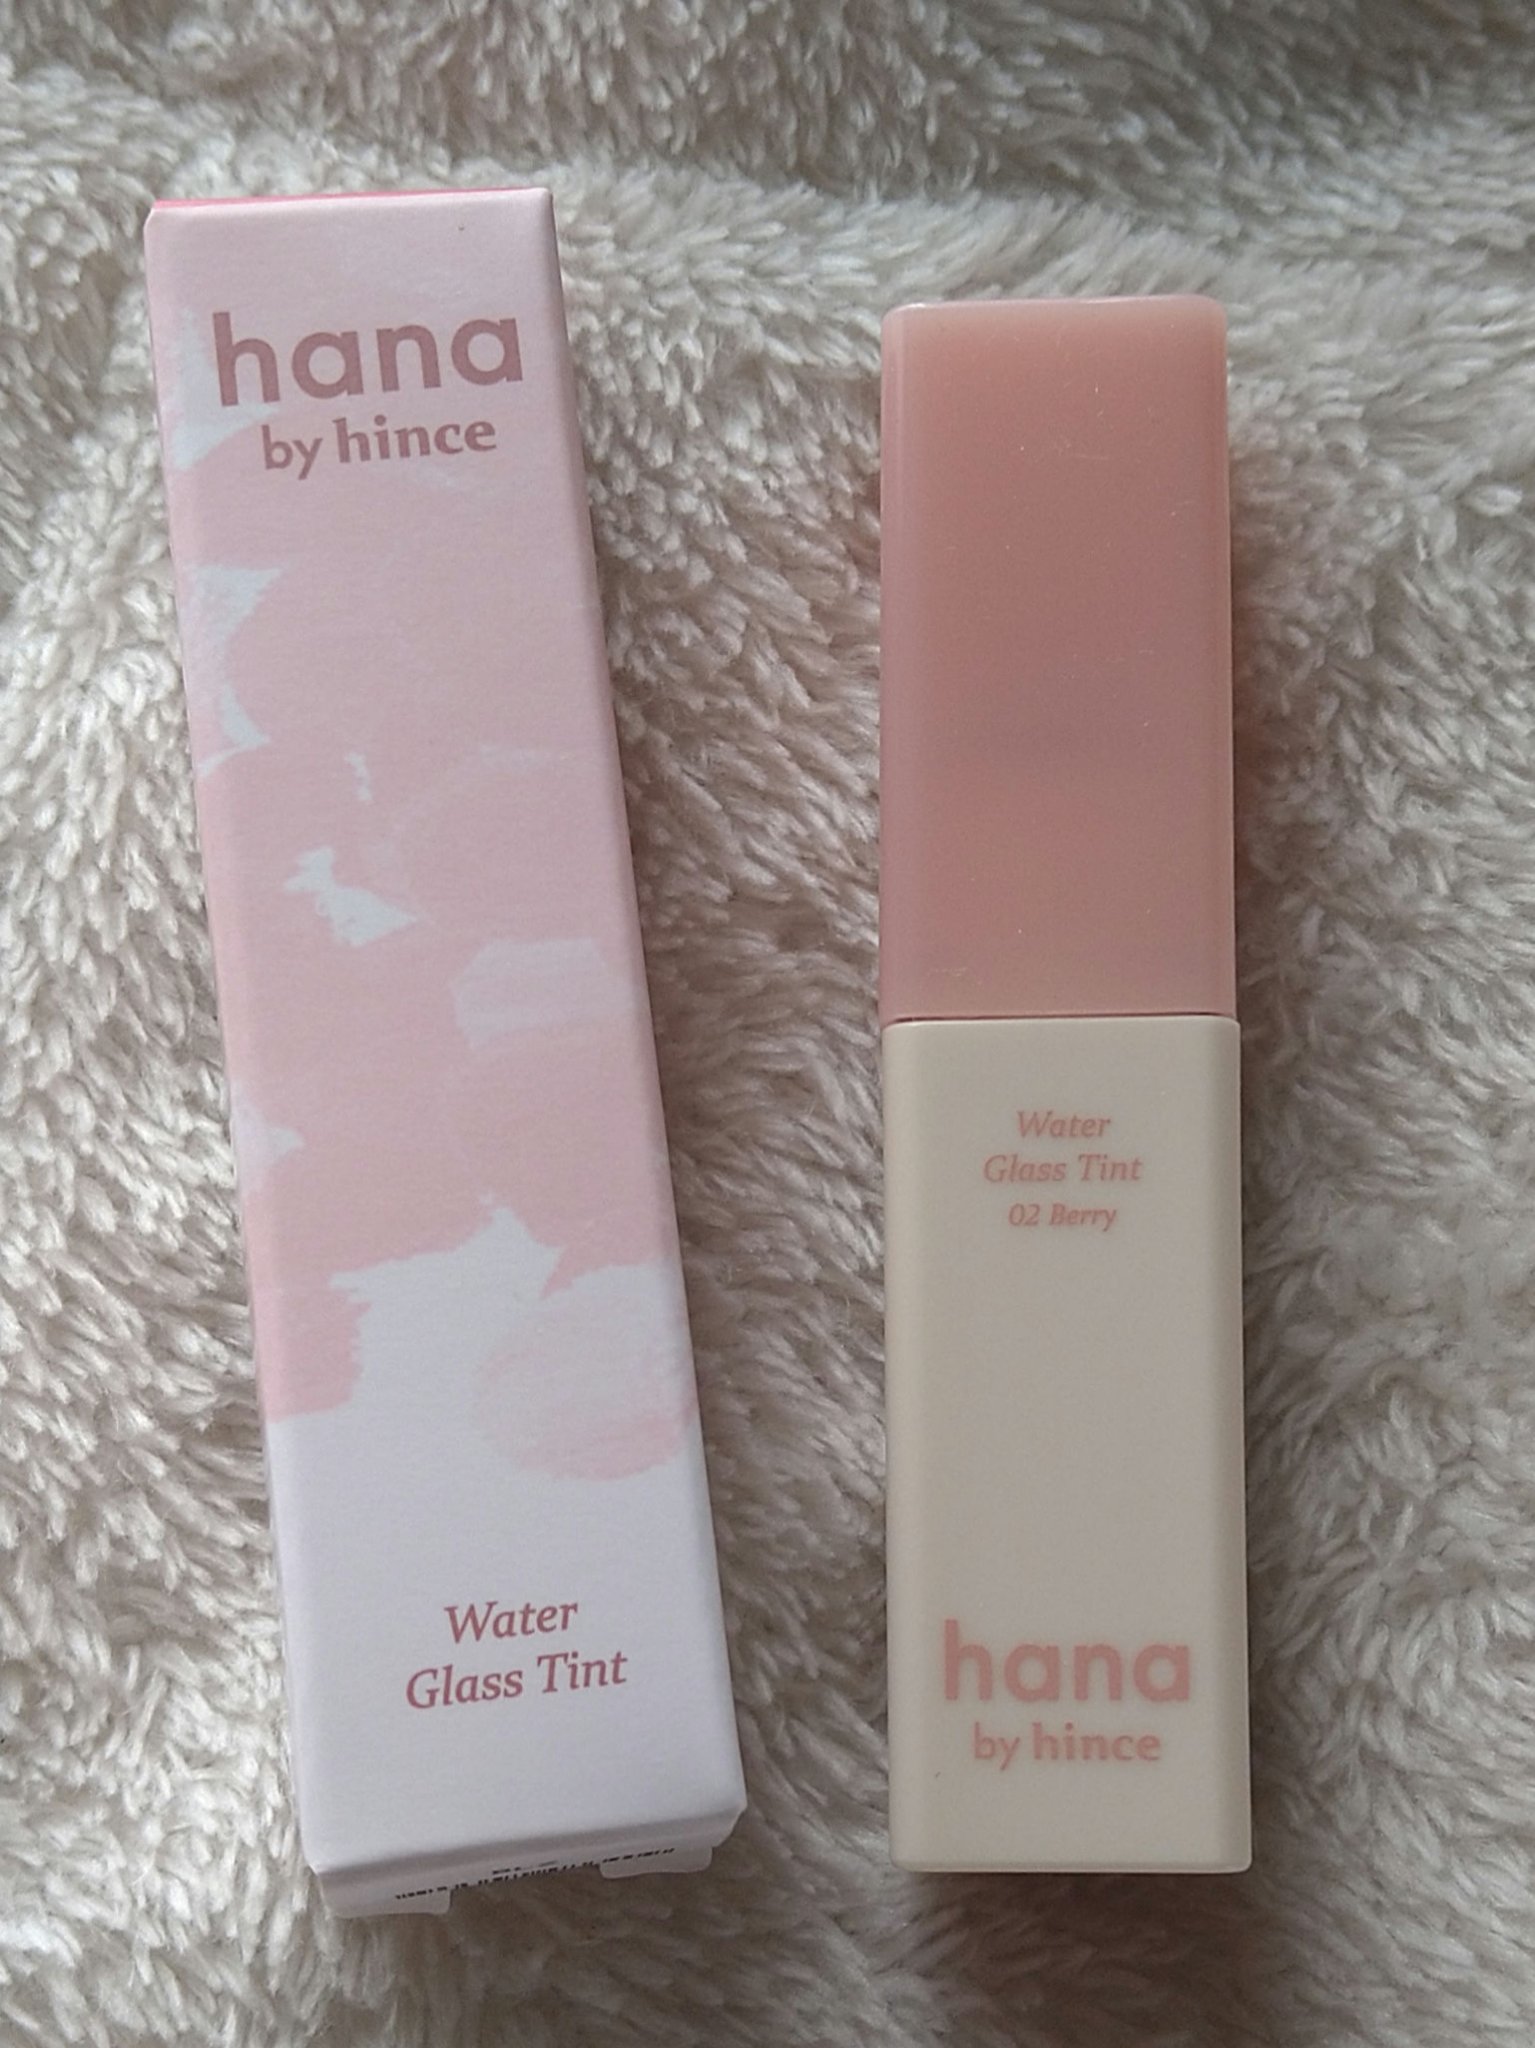 hana
by hince
Water
Glass Tint
Water
Glass Tint
02 Berry
hana
by hince